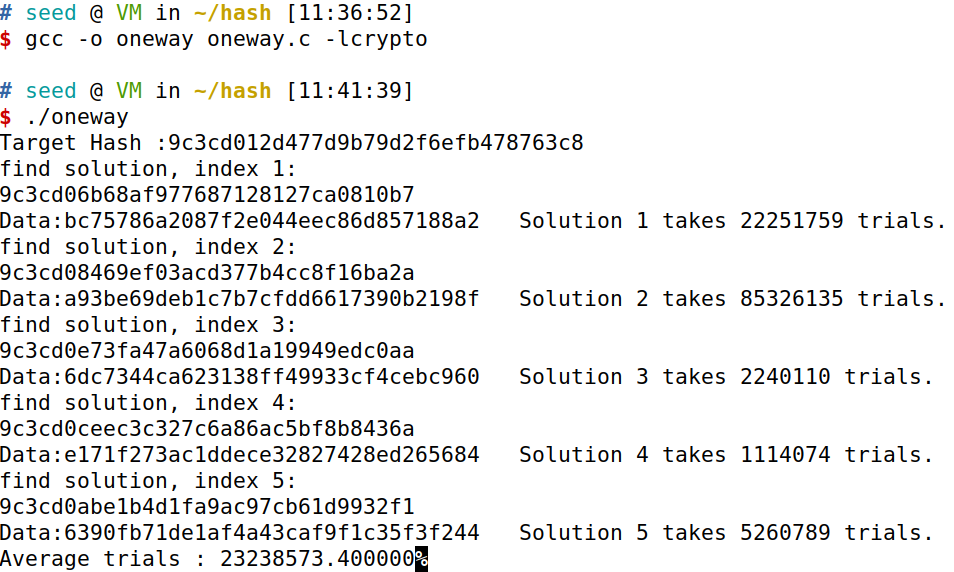 # seed @ VM in ~/hash [11:36:52]
$ gcc -o oneway oneway.c -lcrypto
# seed @ VM in ~/hash [11:41:39]
$ ./oneway
Target Hash :9c3cd012d477d9b79d2f6efb478763c8
find solution, index 1:
9c3cd06b68af977687128127ca0810b7
Data:bc75786a2087f2e044eec86d857188a2   Solution 1 takes 22251759 trials.
find solution, index 2:
9c3cd08469ef03acd377b4cc8f16ba2a
Data:a93be69deb1c7b7cfdd6617390b2198f   Solution 2 takes 85326135 trials.
find solution, index 3:
9c3cd0e73fa47a6068d1a19949edc0aa
Data:6dc7344ca623138ff49933cf4cebc960   Solution 3 takes 2240110 trials.
find solution, index 4:
9c3cd0ceec3c327c6a86ac5bf8b8436a
Data:e171f273ac1ddece32827428ed265684   Solution 4 takes 1114074 trials.
find solution, index 5:
9c3cd0abe1b4d1fa9ac97cb61d9932f1
Data:6390fb71de1af4a43caf9f1c35f3f244   Solution 5 takes 5260789 trials.
Average trials : 23238573.400000%